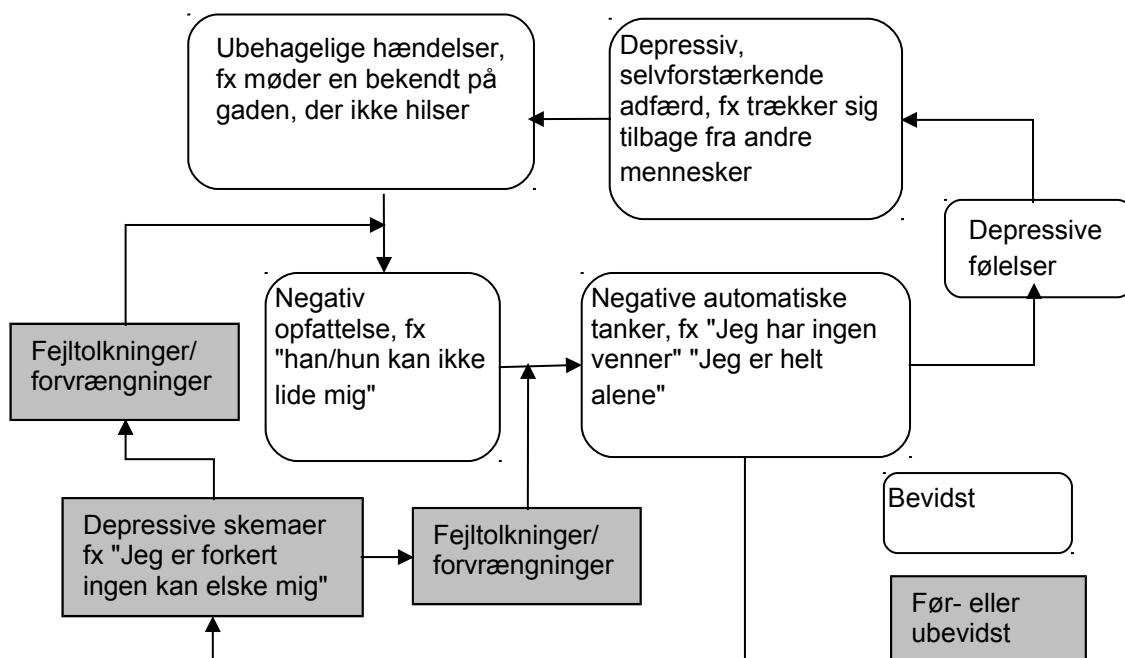 Ubehagelige hændelser,
fx møder en bekendt på
gaden, der ikke hilser
Depressiv,
selvforstærkende
adfærd, fx trækker sig
tilbage fra andre
mennesker
Depressive
følelser
Negativ
opfattelse, fx
"han/hun kan ikke
lide mig"
Negative automatiske
tanker, fx "Jeg har ingen
venner" "Jeg er helt
alene"
Fejltolkninger/
forvrængninger
Depressive skemaer
fx "Jeg er forkert
ingen kan elske mig"
Fejltolkninger/
forvrængninger
Bevidst
Før- eller
ubevidst